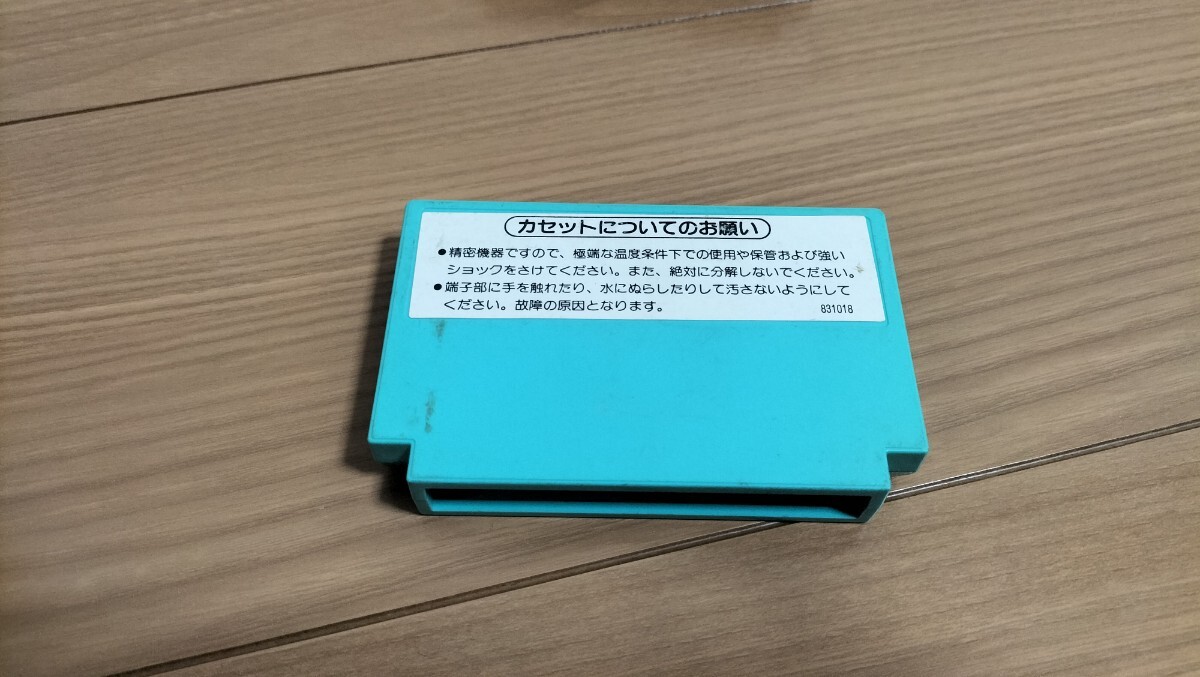 カセットについてのお願い
●精密機器ですので、極端な温度条件下での使用や保管および強い
ショックをさけてください。また、絶対に分解しないでください。
●端子部に手を触れたり、水にぬらしたりして汚さないようにして
ください。故障の原因となります。 831018